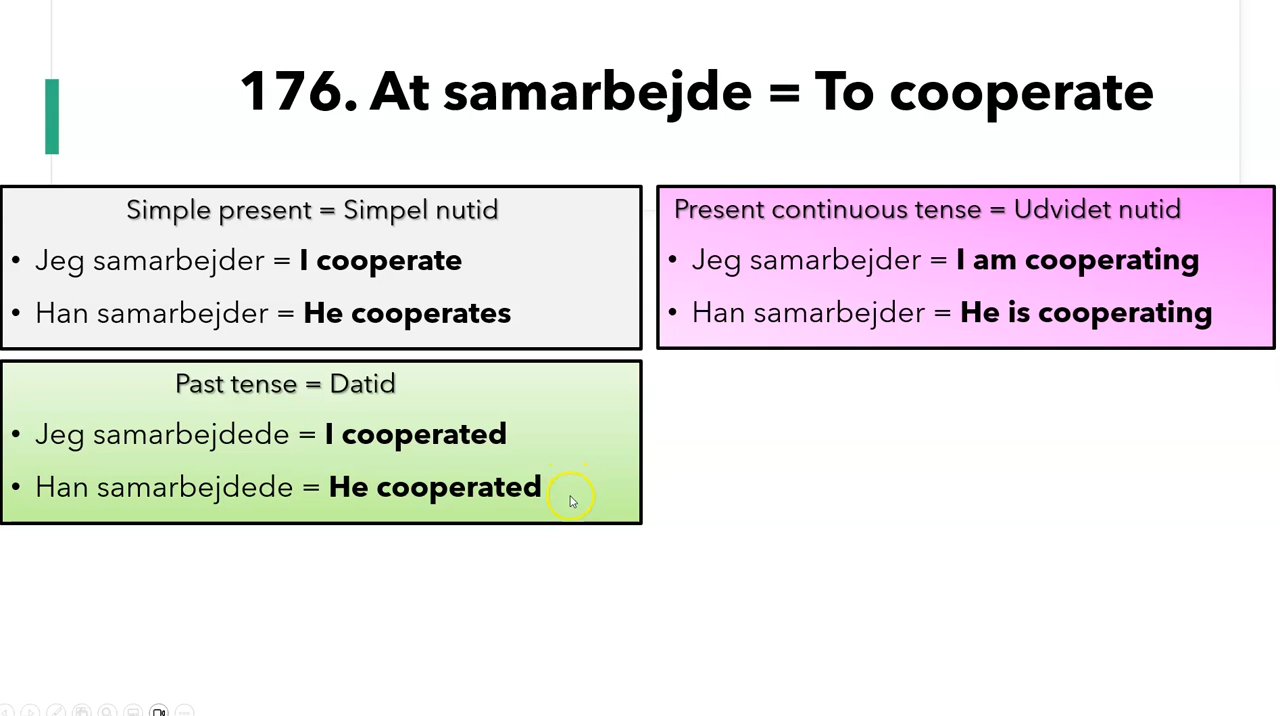 176. At samarbejde = To cooperate
Simple present = Simpel nutid
• Jeg samarbejder = I cooperate
• Han samarbejder = He cooperates
Present continuous tense = Udvidet nutid
• Jeg samarbejder = I am cooperating
• Han samarbejder = He is cooperating
Past tense = Datid
• Jeg samarbejdede = I cooperated
• Han samarbejdede = He cooperated